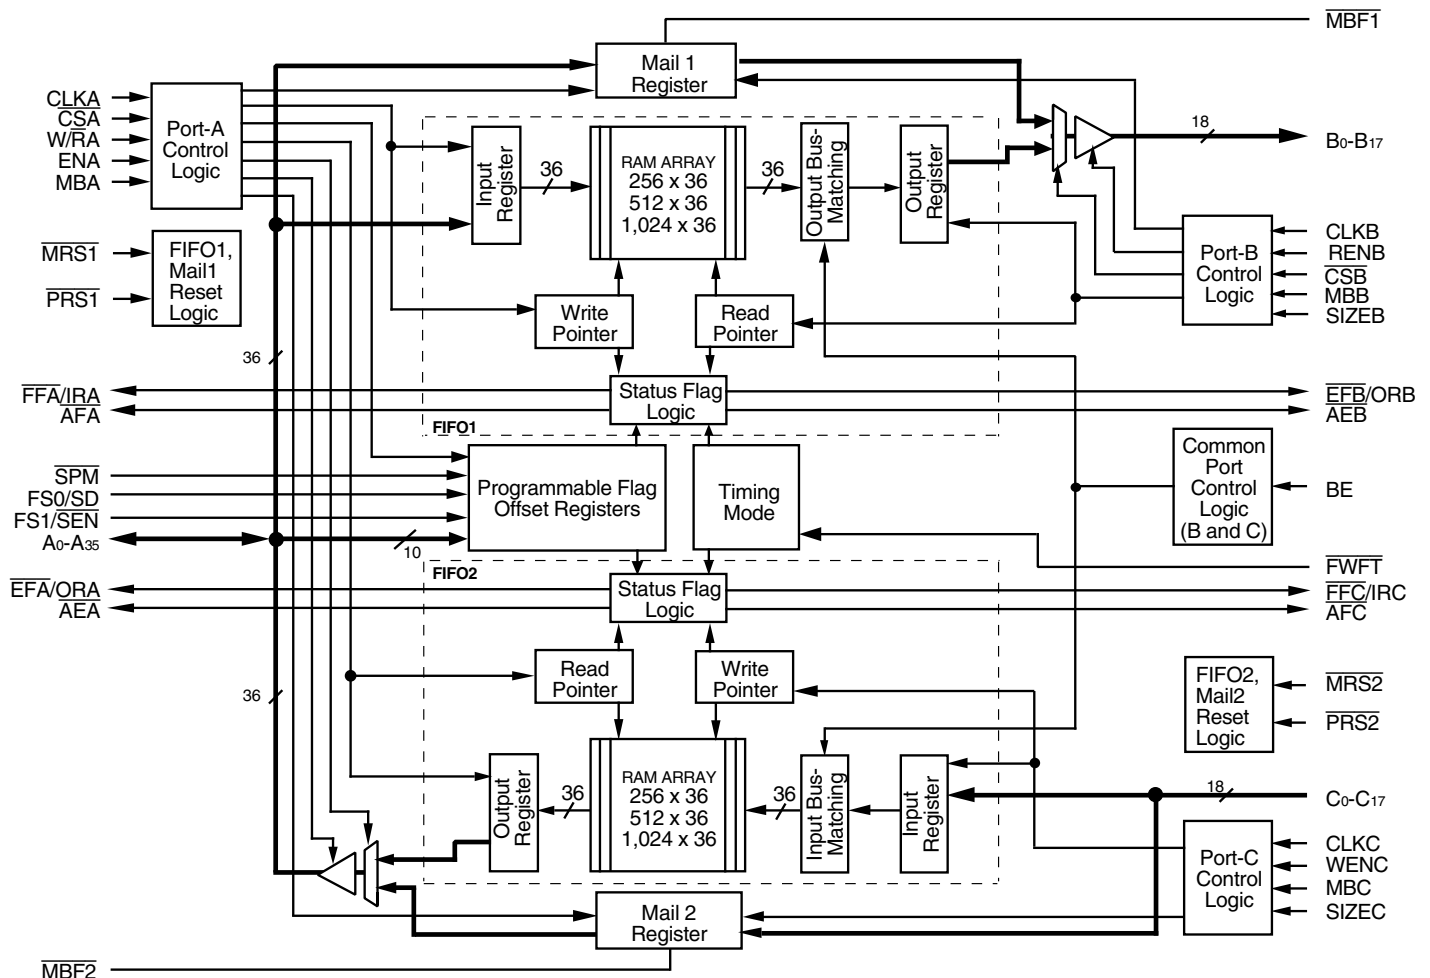 MBF1
Mail 1
Register
CLKA
CSA
W/RA
ENA
MBA
Port-A
Control
Logic
Input
Register
36
RAM ARRAY
256 x 36
512 x 36
1,024 x 36
36
Output Bus-
Matching
Output
Register
18
B0-B17
MRS1
PRS1
FIFO1,
Mail1
Reset
Logic
Write
Pointer
Read
Pointer
Port-B
Control
Logic
CLKB
RENB
CSB
MBB
SIZEB
36
FFA/IRA
AFA
Status Flag
Logic
EFB/ORB
AEB
FIFO1
SPM
FS0/SD
FS1/SEN
A0-A35
Programmable Flag
Offset Registers
Timing
Mode
Common
Port
Control
Logic
(B and C)
BE
10
FIFO2
FWFT
EFA/ORA
AEA
Status Flag
Logic
FFC/IRC
AFC
36
Read
Pointer
Write
Pointer
FIFO2,
Mail2
Reset
Logic
MRS2
PRS2
Output
Register
36
RAM ARRAY
256 x 36
512 x 36
1,024 x 36
36
Input Bus-
Matching
Input
Register
18
C0-C17
Port-C
Control
Logic
CLKC
WENC
MBC
SIZEC
Mail 2
Register
MBF2